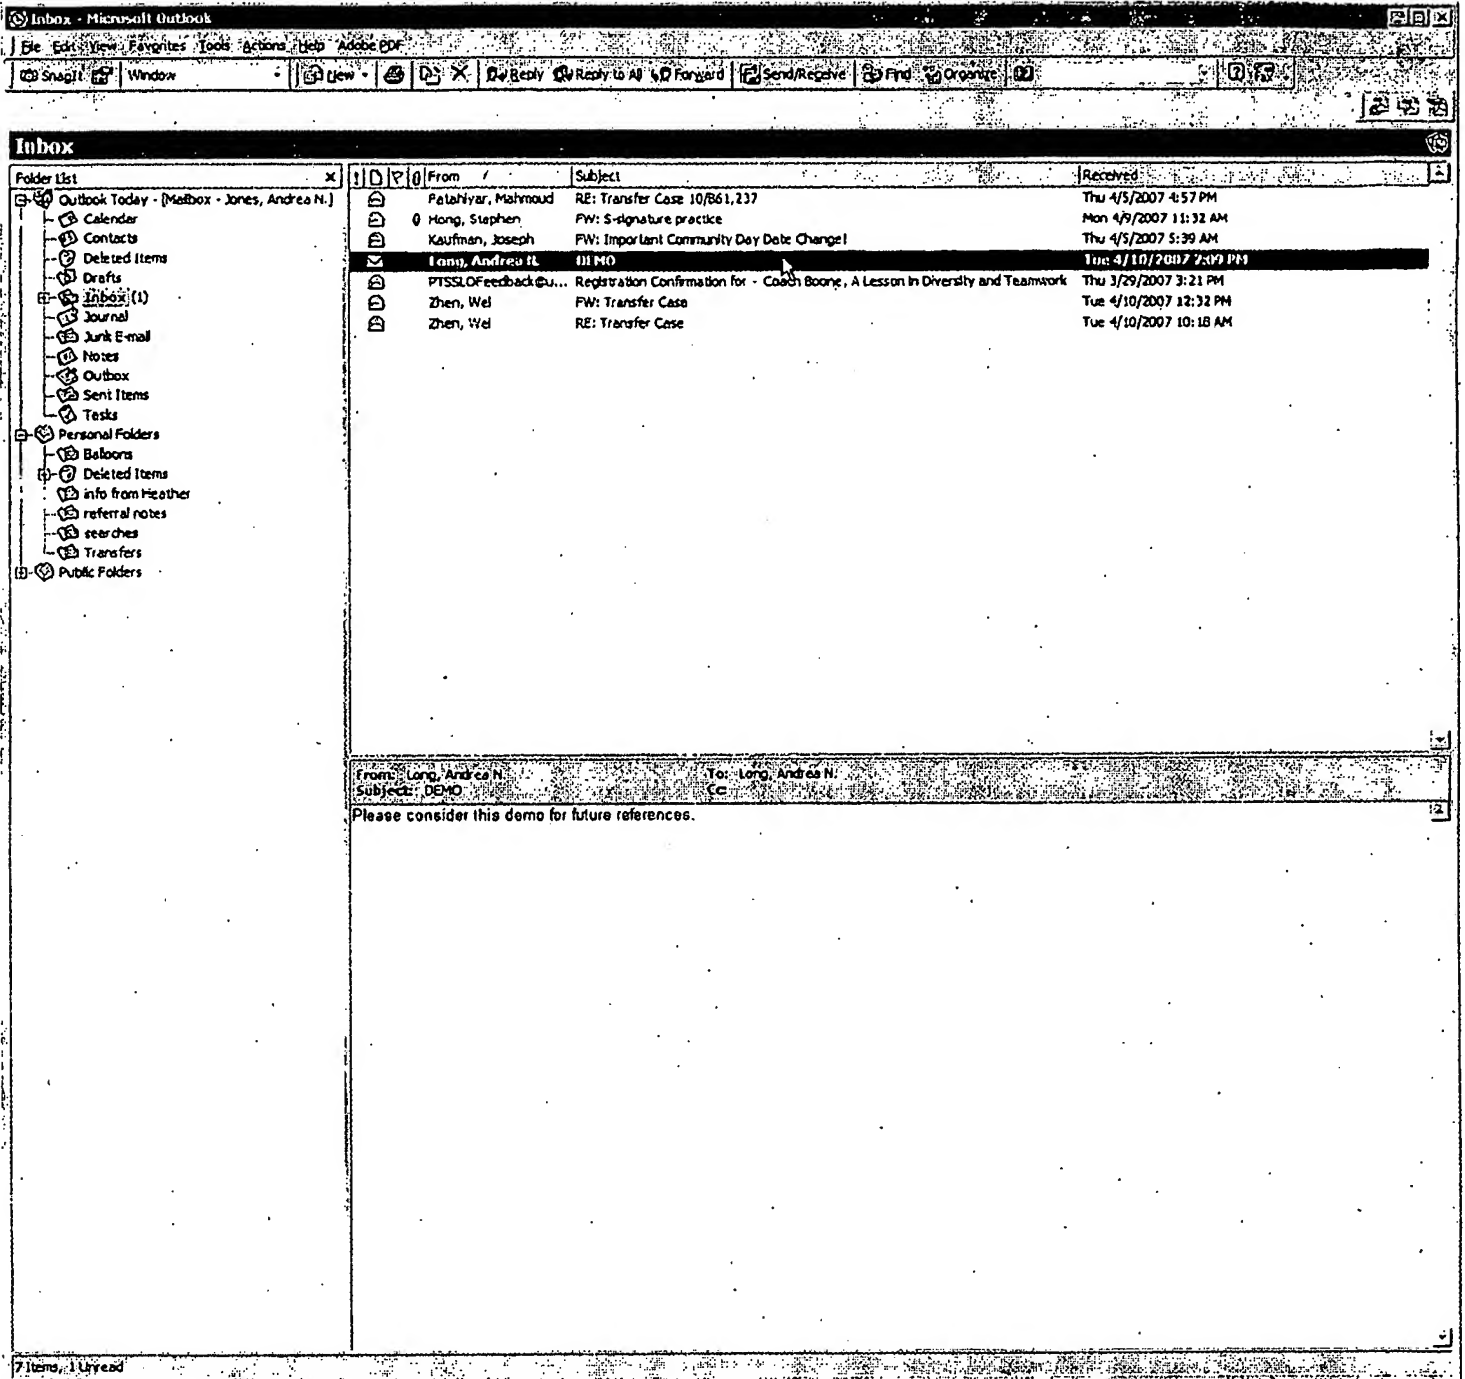 Inbox - Microsoft Outlook
File Edit View Favorites Tools Actions Help Adobe PDF
SnagIt Window New Reply Reply to All Forward Send/Receive Find Organize
Inbox
Folder List
From Subject Received
Outlook Today - [Mailbox - Jones, Andrea N.]
Calendar
Contacts
Deleted Items
Drafts
Inbox (1)
Journal
Junk E-mail
Notes
Outbox
Sent Items
Tasks
Personal Folders
Balloons
Deleted Items
info from Heather
referral notes
searches
Transfers
Public Folders
Fatahiyar, Mahmoud RE: Transfer Case 10/861,237 Thu 4/5/2007 4:57 PM
Hong, Stephen FW: S-signature practice Mon 4/9/2007 11:32 AM
Kaufman, Joseph FW: Important Community Day Date Change! Thu 4/5/2007 5:39 AM
Long, Andrea N. DEMO Tue 4/10/2007 2:09 PM
PTSSLOFeedback@u... Registration Confirmation for - Coach Boone, A Lesson in Diversity and Teamwork Thu 3/29/2007 3:21 PM
Zhen, Wei FW: Transfer Case Tue 4/10/2007 12:32 PM
Zhen, Wei RE: Transfer Case Tue 4/10/2007 10:18 AM
From: Long, Andrea N. To: Long, Andrea N.
Subject: DEMO Cc:
Please consider this demo for future references.
7 Items, 1 Unread